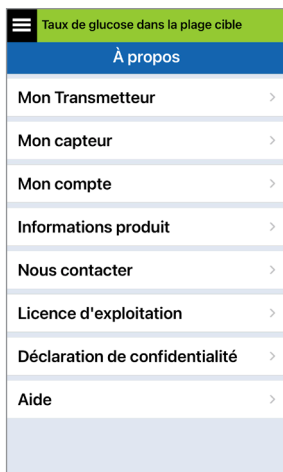 Taux de glucose dans la plage cible
À propos
Mon Transmetteur
Mon capteur
Mon compte
Informations produit
Nous contacter
Licence d'exploitation
Déclaration de confidentialité
Aide